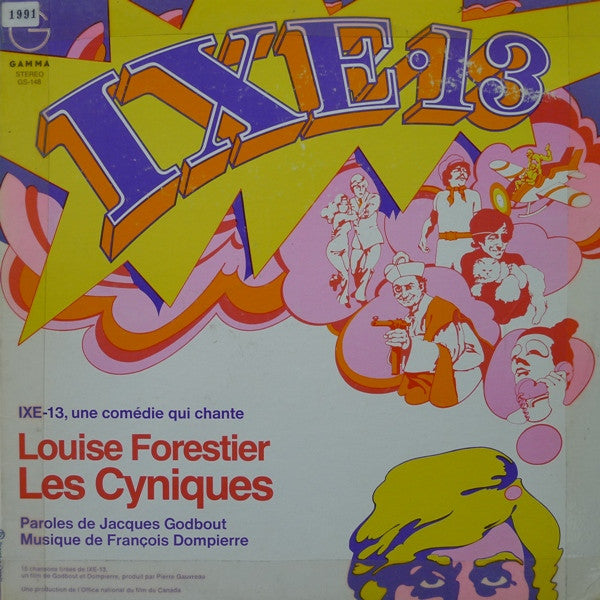 1991
G
GAMMA
STEREO
GS-148
IXE·13
IXE-13, une comédie qui chante
Louise Forestier
Les Cyniques
Paroles de Jacques Godbout
Musique de François Dompierre
15 chansons tirées de IXE-13,
un film de Godbout et Dompierre, produit par Pierre Gauvreau
Une production de l'Office national du film du Canada